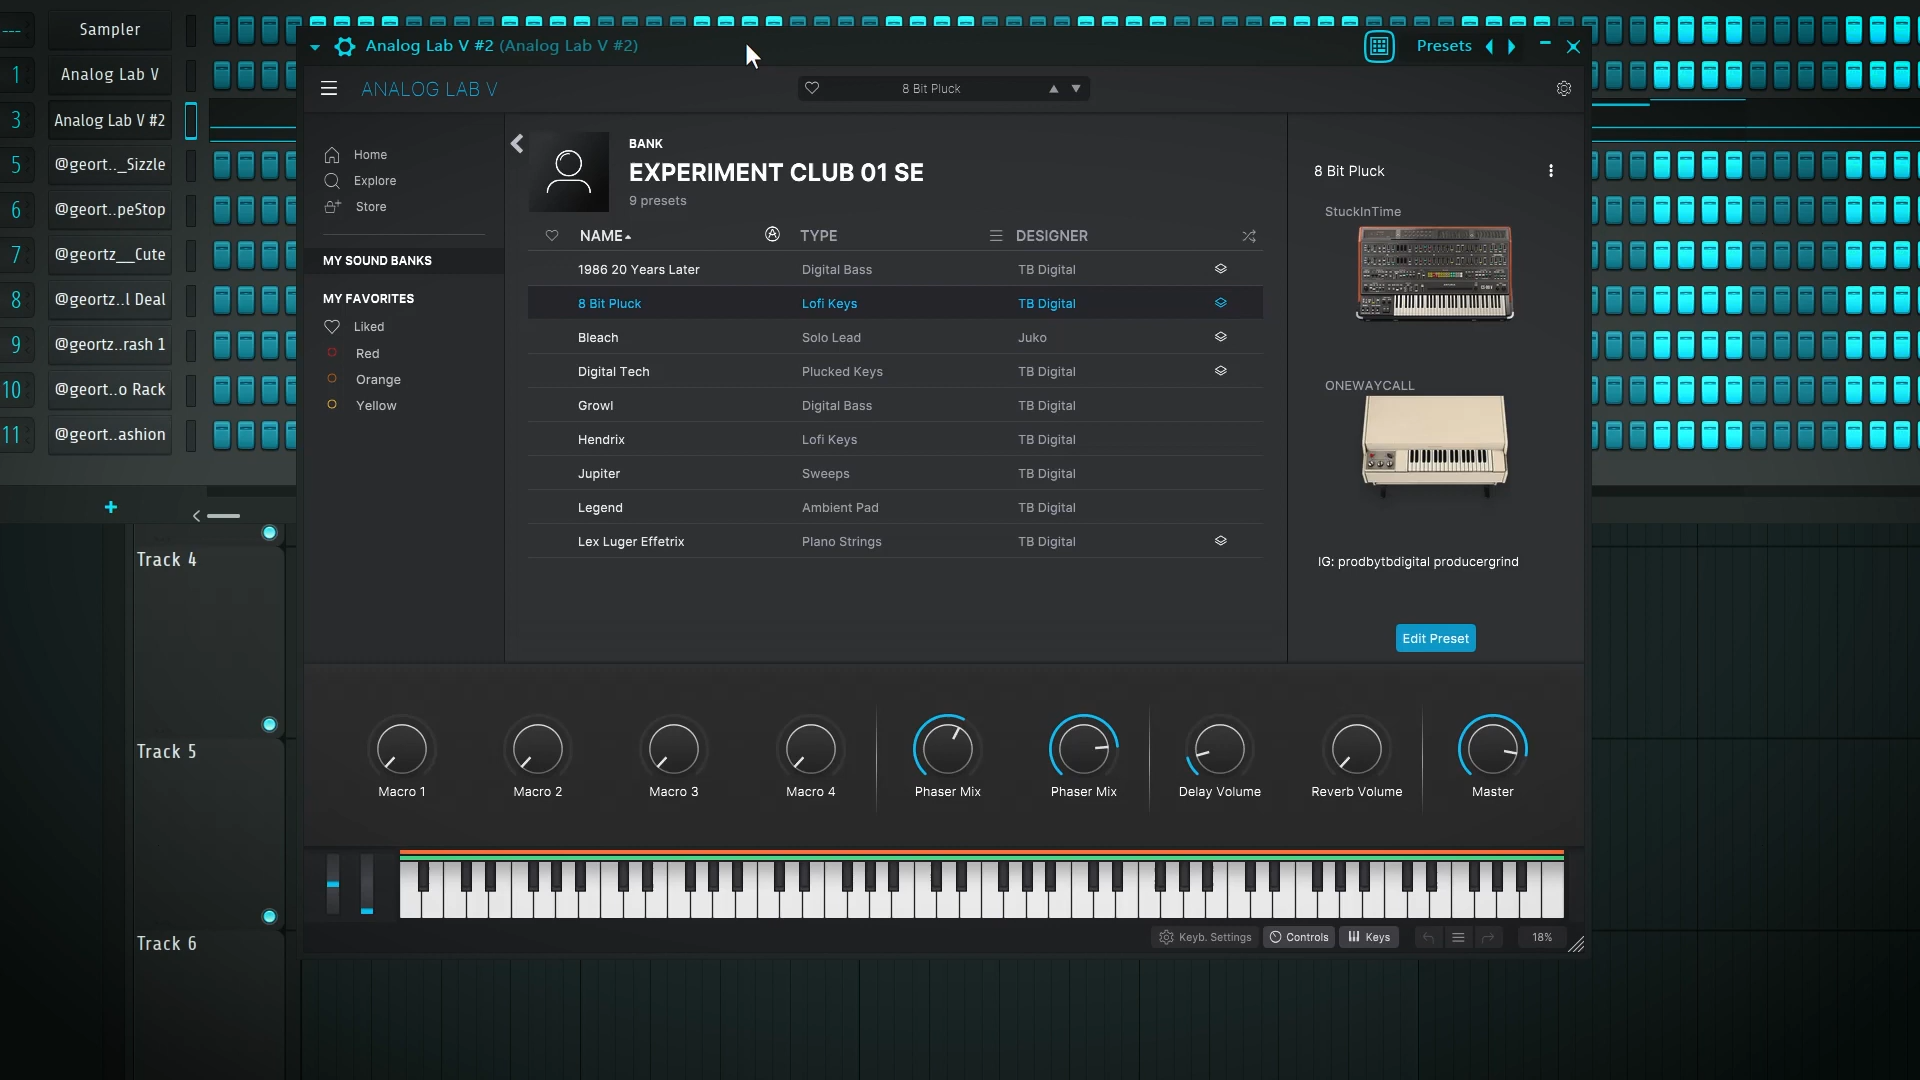 ---
Sampler
1
Analog Lab V
3
Analog Lab V #2
5
@geort.._Sizzle
6
@geort..peStop
7
@geortz__Cute
8
@geortz..l Deal
9
@geortz..rash 1
10
@geort..o Rack
11
@geort..ashion
Track 4
Track 5
Track 6
Analog Lab V #2 (Analog Lab V #2)
Presets
ANALOG LAB V
8 Bit Pluck
Home
Explore
Store
MY SOUND BANKS
MY FAVORITES
Liked
Red
Orange
Yellow
BANK
EXPERIMENT CLUB 01 SE
9 presets
NAME TYPE DESIGNER
1986 20 Years Later Digital Bass TB Digital
8 Bit Pluck Lofi Keys TB Digital
Bleach Solo Lead Juko
Digital Tech Plucked Keys TB Digital
Growl Digital Bass TB Digital
Hendrix Lofi Keys TB Digital
Jupiter Sweeps TB Digital
Legend Ambient Pad TB Digital
Lex Luger Effetrix Piano Strings TB Digital
8 Bit Pluck
StuckInTime
ONEWAYCALL
IG: prodbytbdigital producergrind
Edit Preset
Macro 1 Macro 2 Macro 3 Macro 4 Phaser Mix Phaser Mix Delay Volume Reverb Volume Master
Keyb. Settings Controls Keys 18%